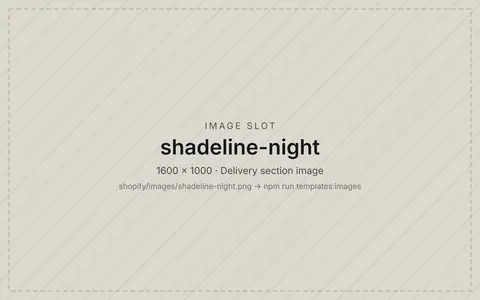 IMAGE SLOT
shadeline-night
1600 × 1000 · Delivery section image
shopify/images/shadeline-night.png → npm run templates:images